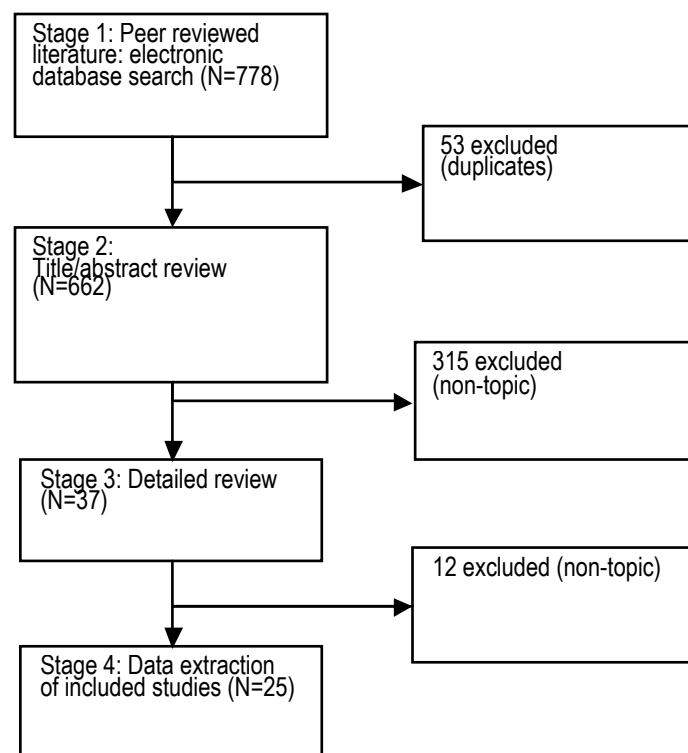 Stage 1: Peer reviewed
literature: electronic
database search (N=778)
53 excluded
(duplicates)
Stage 2:
Title/abstract review
(N=662)
315 excluded
(non-topic)
Stage 3: Detailed review
(N=37)
12 excluded (non-topic)
Stage 4: Data extraction
of included studies (N=25)